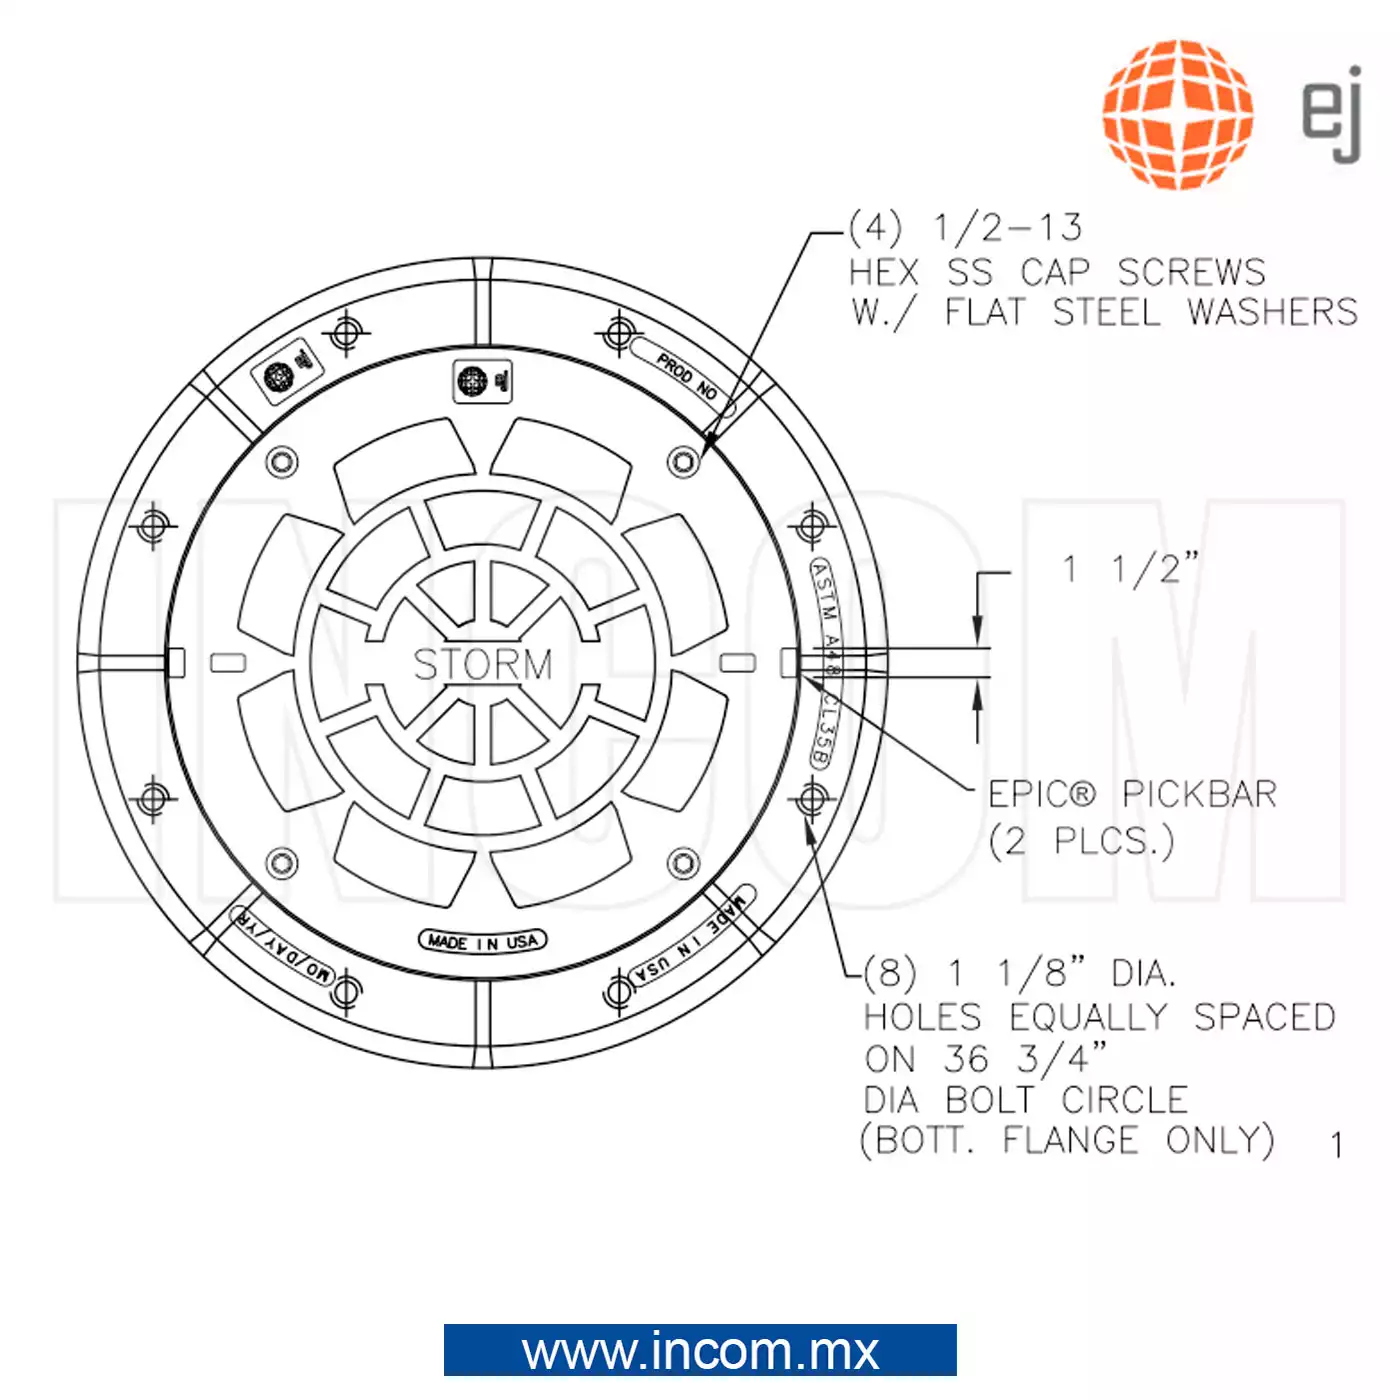 ej
(4) 1/2-13
HEX SS CAP SCREWS
W./ FLAT STEEL WASHERS
PROD NO
INCOM
ASTM A48 CL35B
1 1/2”
STORM
EPIC® PICKBAR
(2 PLCS.)
MO/DAY/YR
MADE IN USA
MADE IN USA
(8) 1 1/8” DIA.
HOLES EQUALLY SPACED
ON 36 3/4”
DIA BOLT CIRCLE
(BOTT. FLANGE ONLY) 1
www.incom.mx